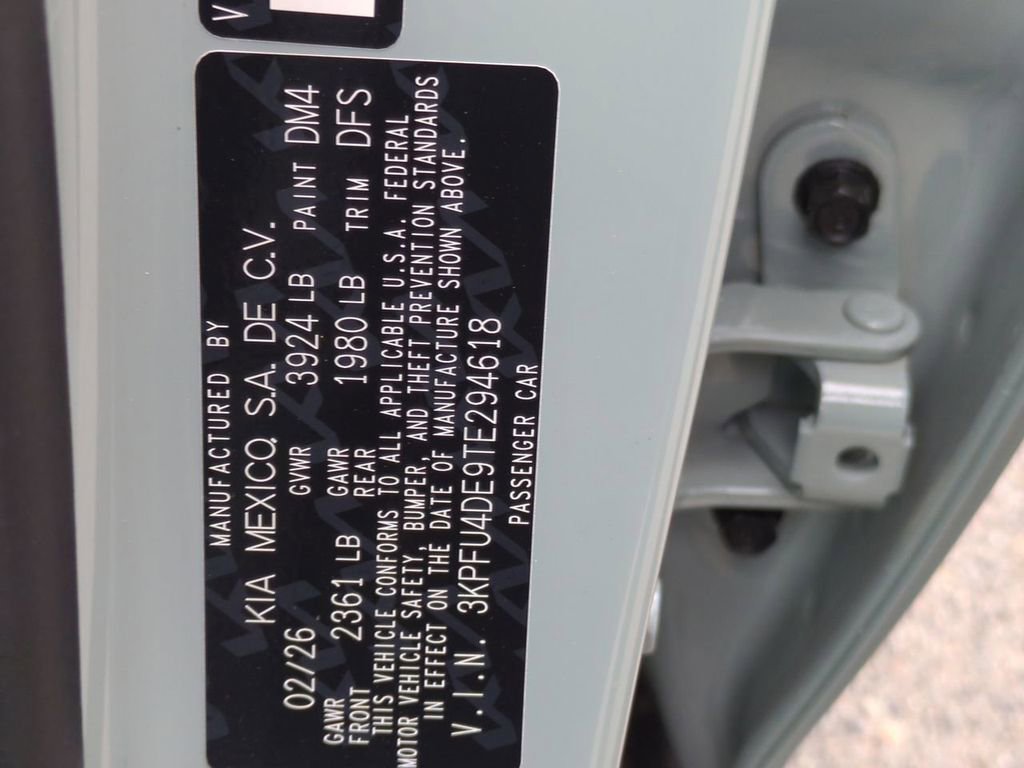 V
MANUFACTURED BY
KIA MEXICO, S.A. DE C.V.
02/26 GVWR 3924 LB PAINT DM4
GAWR FRONT 2361 LB GAWR REAR 1980 LB TRIM DFS
THIS VEHICLE CONFORMS TO ALL APPLICABLE U.S.A. FEDERAL
MOTOR VEHICLE SAFETY, BUMPER, AND THEFT PREVENTION STANDARDS
IN EFFECT ON THE DATE OF MANUFACTURE SHOWN ABOVE.
V.I.N. 3KPFU4DE9TE294618
PASSENGER CAR